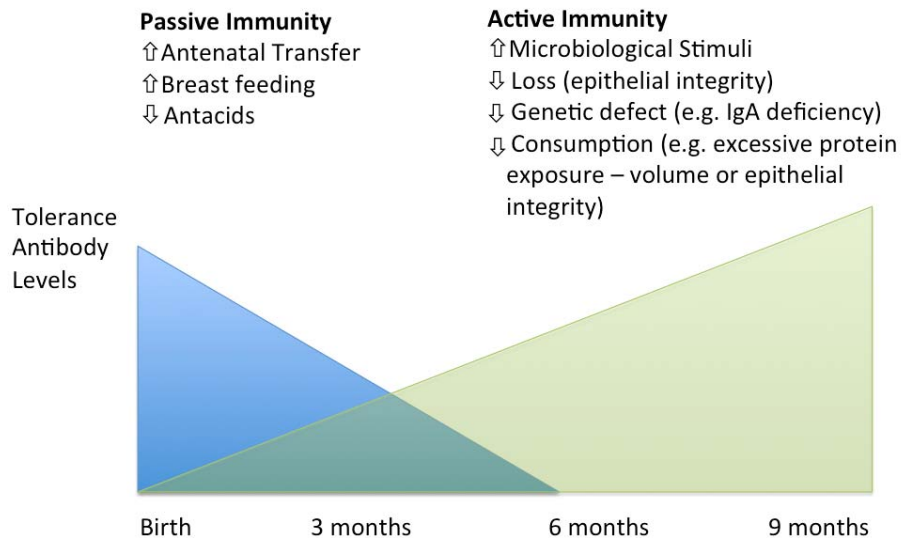 Passive Immunity
⇧Antenatal Transfer
⇧Breast feeding
⇩ Antacids
Active Immunity
⇧Microbiological Stimuli
⇩ Loss (epithelial integrity)
⇩ Genetic defect (e.g. IgA deficiency)
⇩ Consumption (e.g. excessive protein
exposure – volume or epithelial
integrity)
Tolerance
Antibody
Levels
Birth 3 months 6 months 9 months